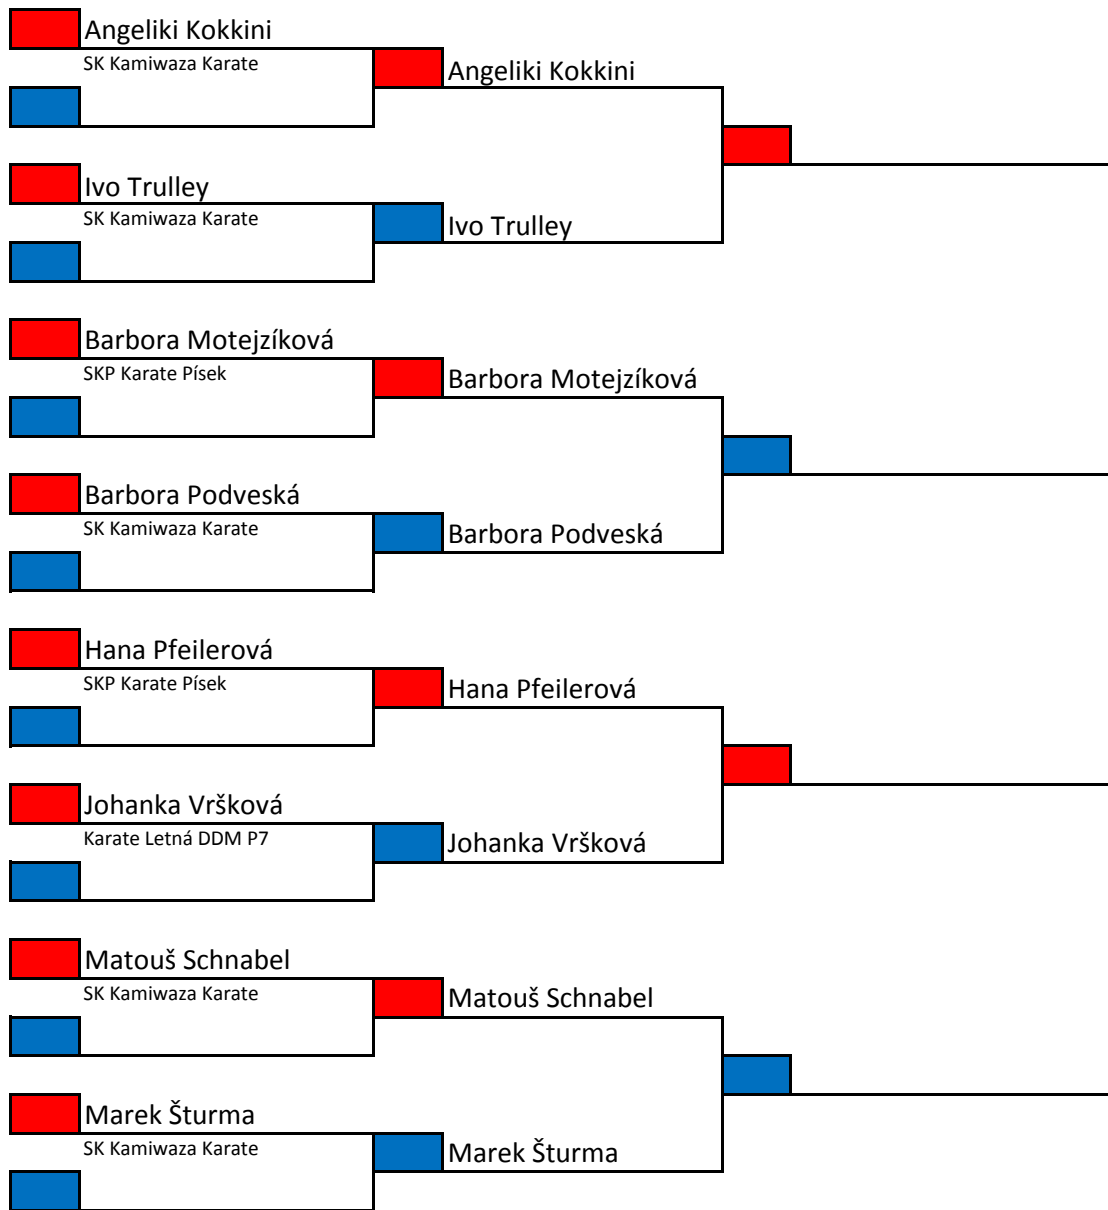 Angeliki Kokkini
SK Kamiwaza Karate
Angeliki Kokkini
Ivo Trulley
SK Kamiwaza Karate
Ivo Trulley
Barbora Motejzíková
SKP Karate Písek
Barbora Motejzíková
Barbora Podveská
SK Kamiwaza Karate
Barbora Podveská
Hana Pfeilerová
SKP Karate Písek
Hana Pfeilerová
Johanka Vršková
Karate Letná DDM P7
Johanka Vršková
Matouš Schnabel
SK Kamiwaza Karate
Matouš Schnabel
Marek Šturma
SK Kamiwaza Karate
Marek Šturma